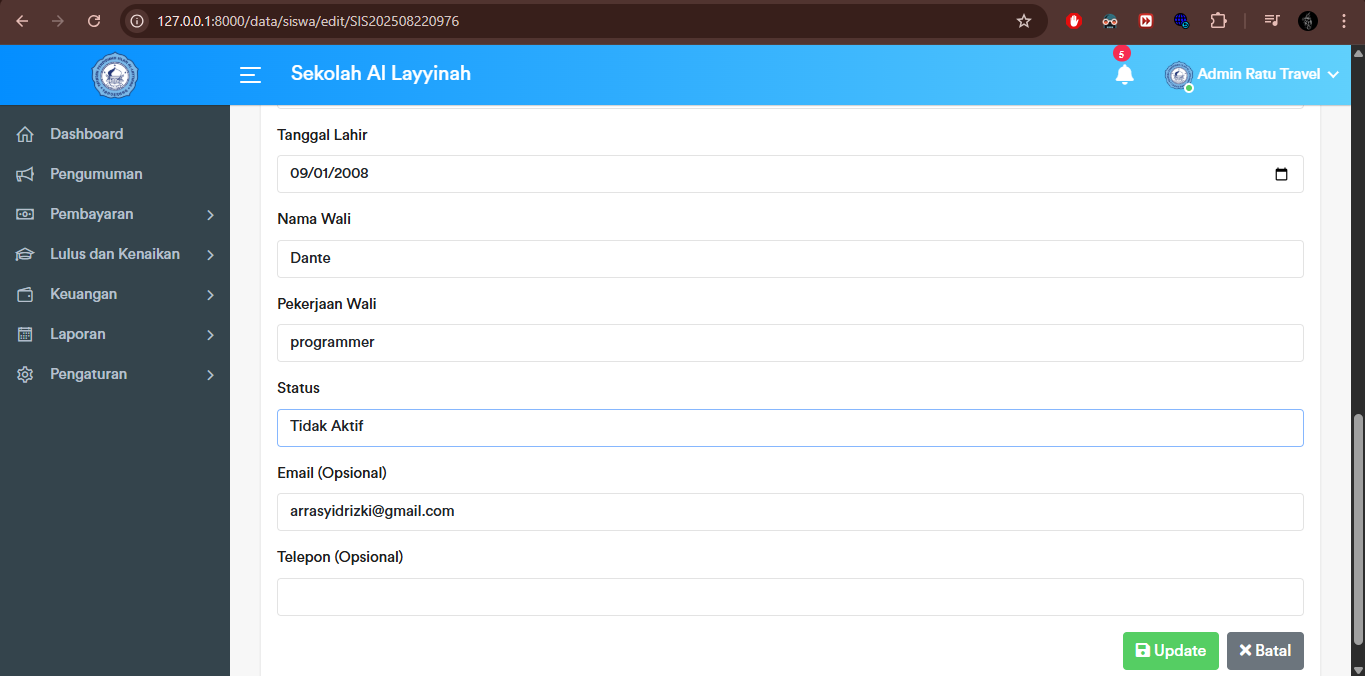 127.0.0.1:8000/data/siswa/edit/SIS202508220976
Sekolah Al Layyinah
5
Admin Ratu Travel
Dashboard
Pengumuman
Pembayaran
Lulus dan Kenaikan
Keuangan
Laporan
Pengaturan
Tanggal Lahir
09/01/2008
Nama Wali
Dante
Pekerjaan Wali
programmer
Status
Tidak Aktif
Email (Opsional)
arrasyidrizki@gmail.com
Telepon (Opsional)
Update
Batal